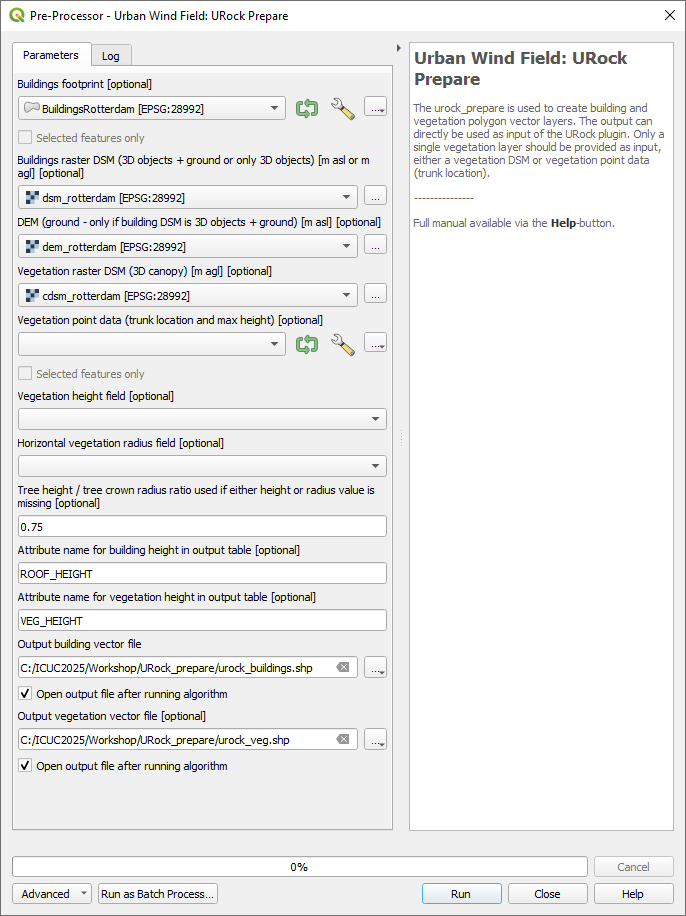 Pre-Processor - Urban Wind Field: URock Prepare
Parameters
Log
Buildings footprint [optional]
BuildingsRotterdam [EPSG:28992]
...
Selected features only
Buildings raster DSM (3D objects + ground or only 3D objects) [m asl or m
agl] [optional]
dsm_rotterdam [EPSG:28992]
...
DEM (ground - only if building DSM is 3D objects + ground) [m asl] [optional]
dem_rotterdam [EPSG:28992]
...
Vegetation raster DSM (3D canopy) [m agl] [optional]
cdsm_rotterdam [EPSG:28992]
...
Vegetation point data (trunk location and max height) [optional]
...
Selected features only
Vegetation height field [optional]
Horizontal vegetation radius field [optional]
Tree height / tree crown radius ratio used if either height or radius value is
missing [optional]
0.75
Attribute name for building height in output table [optional]
ROOF_HEIGHT
Attribute name for vegetation height in output table [optional]
VEG_HEIGHT
Output building vector file
C:/ICUC2025/Workshop/URock_prepare/urock_buildings.shp
...
Open output file after running algorithm
Output vegetation vector file [optional]
C:/ICUC2025/Workshop/URock_prepare/urock_veg.shp
...
Open output file after running algorithm
Urban Wind Field: URock
Prepare
The urock_prepare is used to create building and
vegetation polygon vector layers. The output can
directly be used as input of the URock plugin. Only a
single vegetation layer should be provided as input,
either a vegetation DSM or vegetation point data
(trunk location).
---------------
Full manual available via the Help-button.
0%
Cancel
Advanced
Run as Batch Process...
Run
Close
Help